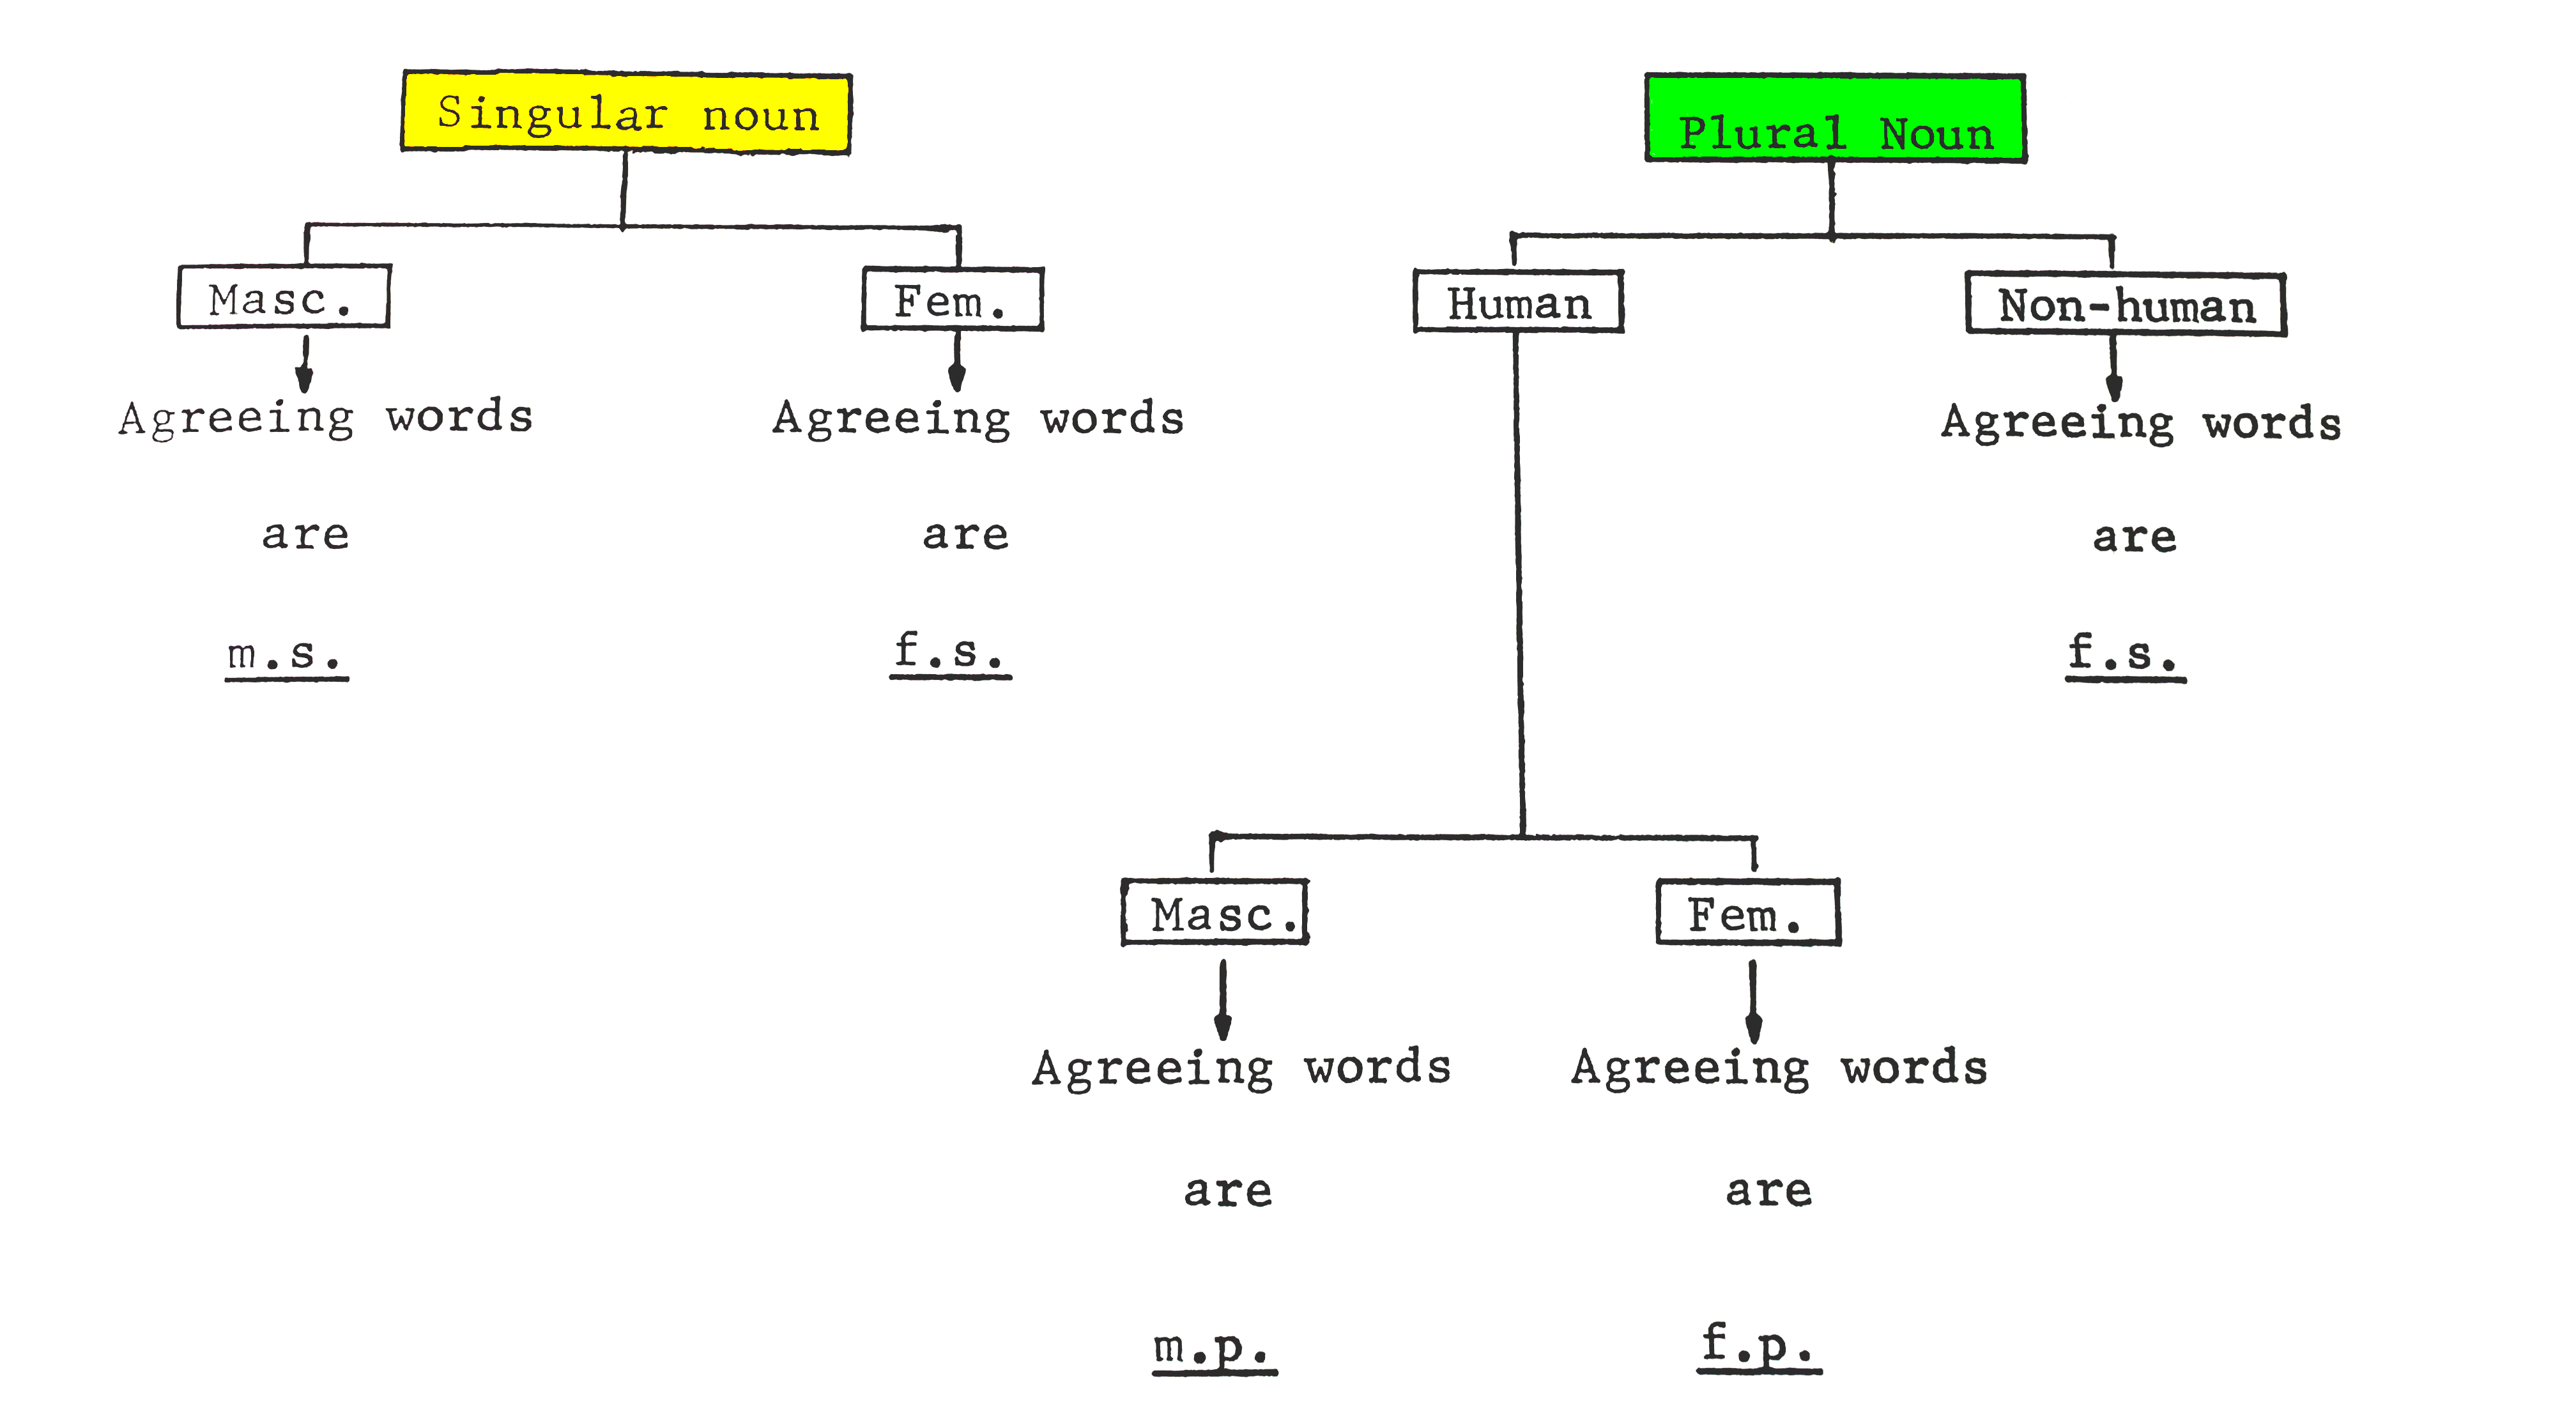 Singular noun
Plural Noun
Masc.
Fem.
Human
Non-human
Agreeing words
are
m.s.
Agreeing words
are
f.s.
Agreeing words
are
f.s.
Masc.
Fem.
Agreeing words
are
m.p.
Agreeing words
are
f.p.